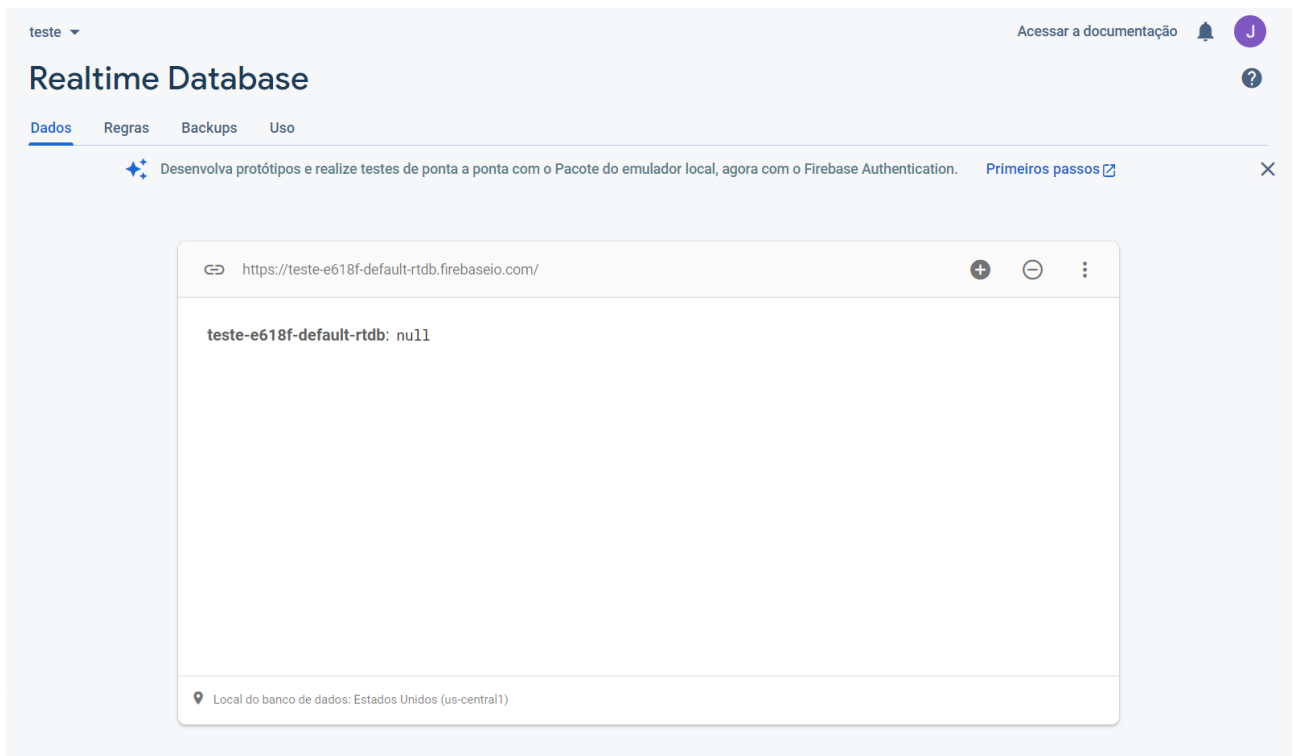 teste
Acessar a documentação
J
Realtime Database
?
Dados Regras Backups Uso
Desenvolva protótipos e realize testes de ponta a ponta com o Pacote do emulador local, agora com o Firebase Authentication. Primeiros passos
https://teste-e618f-default-rtdb.firebaseio.com/
teste-e618f-default-rtdb: null
Local do banco de dados: Estados Unidos (us-central1)